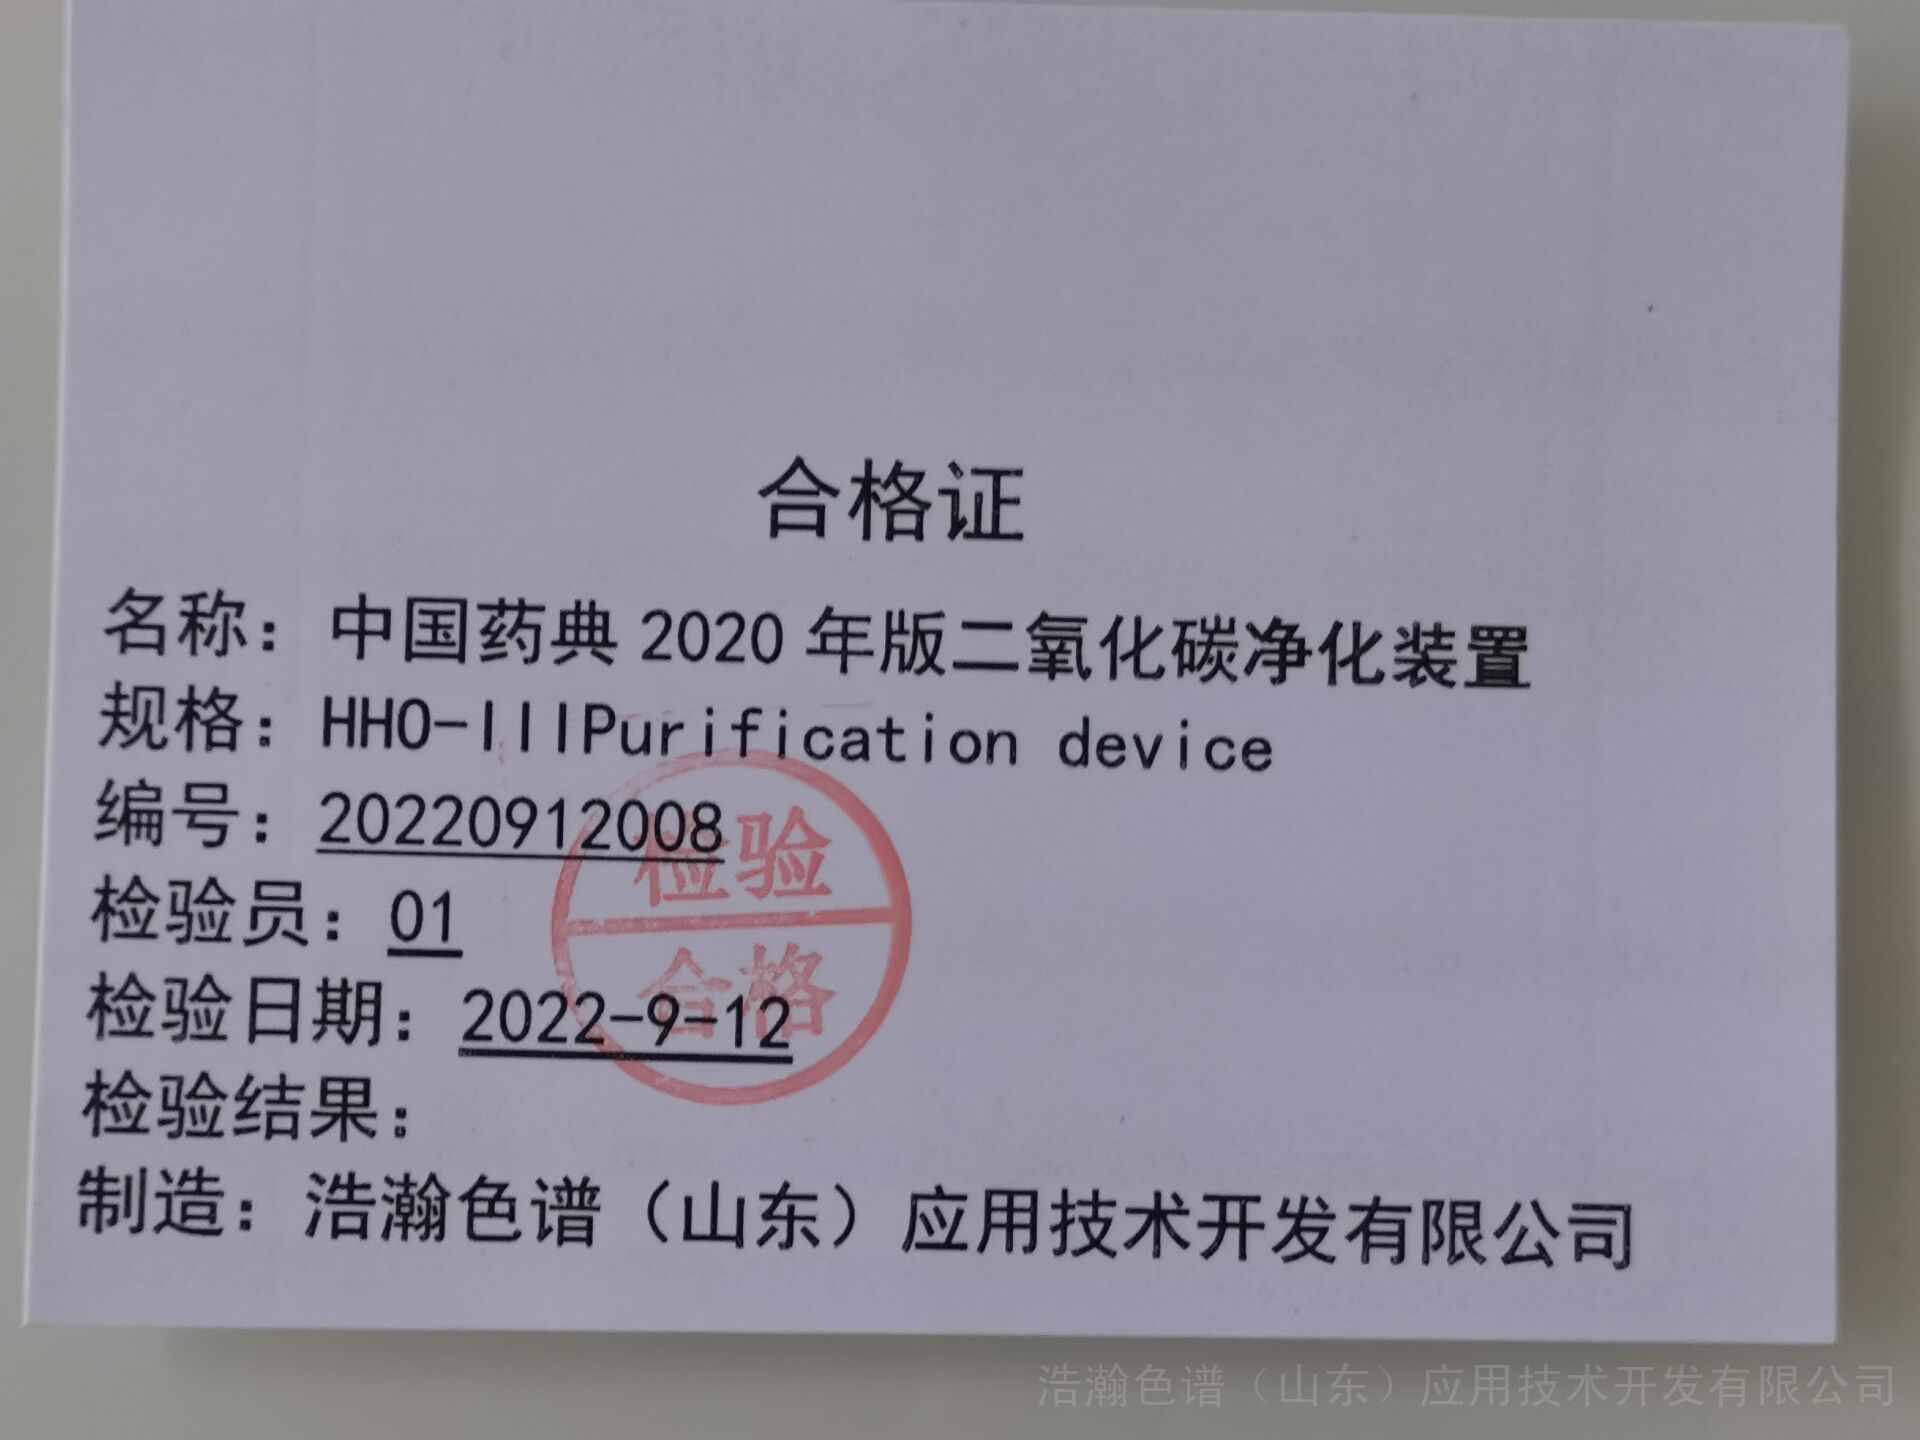 合格证
名称：中国药典2020年版二氧化碳净化装置
规格：HHO-IIIPurification device
编号：20220912008
检验员：01
检验日期：2022-9-12
检验结果：
制造：浩瀚色谱（山东）应用技术开发有限公司
检验
合格
浩瀚色谱（山东）应用技术开发有限公司